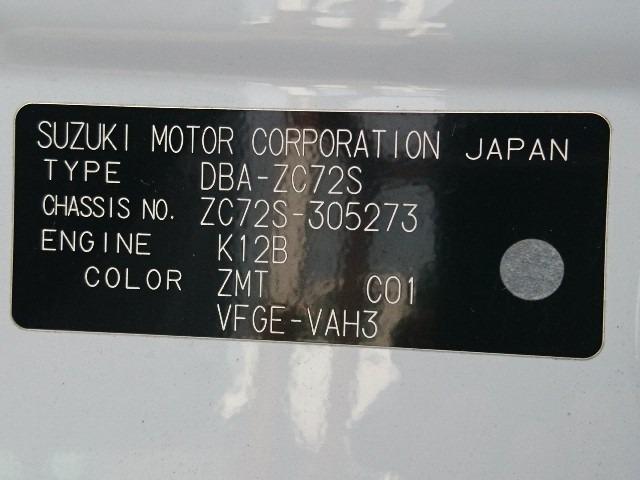 SUZUKI MOTOR CORPORATION JAPAN
TYPE DBA-ZC72S
CHASSIS NO. ZC72S-305273
ENGINE K12B
COLOR ZMT C01
VFGE-VAH3